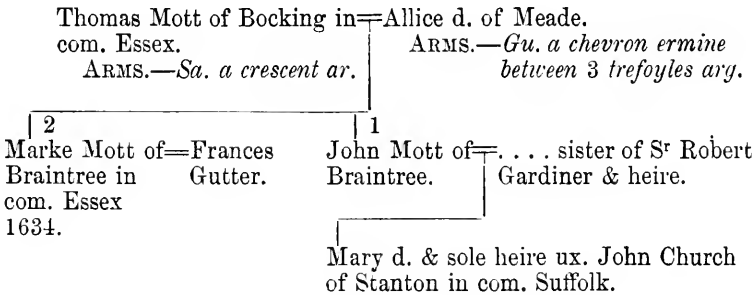 Thomas Mott of Bocking in=Allice d. of Meade.
com. Essex.
ARMS.—Gu. a chevron ermine
ARMS.—Sa. a crescent ar.
between 3 trefoyles arg.
2
1
Marke Mott of=Frances
Braintree in Gutter.
com. Essex
1634.
John Mott of=. . . . sister of Sʳ Robert
Braintree. Gardiner & heire.
Mary d. & sole heire ux. John Church
of Stanton in com. Suffolk.